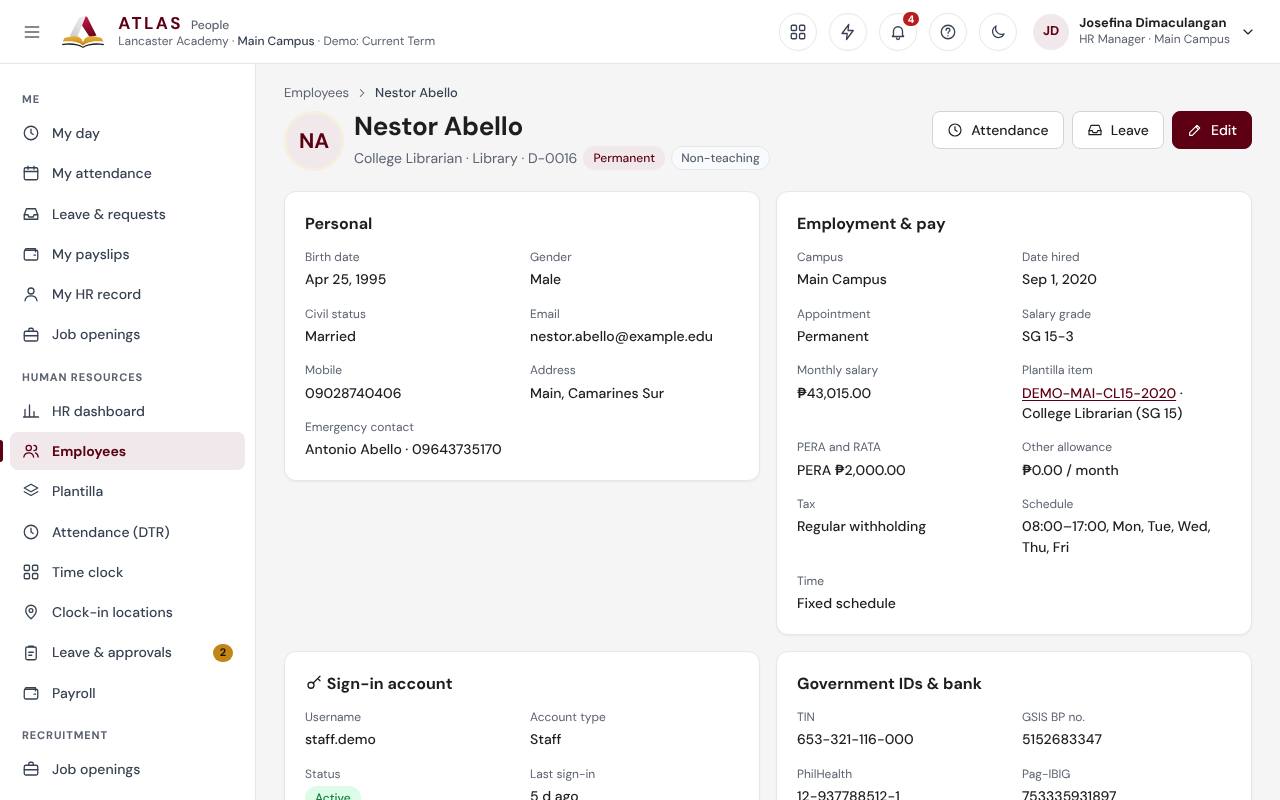 ATLAS People
Lancaster Academy · Main Campus · Demo: Current Term
4
JD
Josefina Dimaculangan
HR Manager · Main Campus
ME
My day
My attendance
Leave & requests
My payslips
My HR record
Job openings
HUMAN RESOURCES
HR dashboard
Employees
Plantilla
Attendance (DTR)
Time clock
Clock-in locations
Leave & approvals 2
Payroll
RECRUITMENT
Job openings
Employees > Nestor Abello
NA
Nestor Abello
College Librarian · Library · D-0016 Permanent Non-teaching
Attendance Leave Edit
Personal
Birth date Gender
Apr 25, 1995 Male
Civil status Email
Married nestor.abello@example.edu
Mobile Address
09028740406 Main, Camarines Sur
Emergency contact
Antonio Abello · 09643735170
Employment & pay
Campus Date hired
Main Campus Sep 1, 2020
Appointment Salary grade
Permanent SG 15-3
Monthly salary Plantilla item
₱43,015.00 DEMO-MAI-CL15-2020 ·
College Librarian (SG 15)
PERA and RATA Other allowance
PERA ₱2,000.00 ₱0.00 / month
Tax Schedule
Regular withholding 08:00–17:00, Mon, Tue, Wed,
Thu, Fri
Time
Fixed schedule
Sign-in account
Username Account type
staff.demo Staff
Status Last sign-in
Active 5 d ago
Government IDs & bank
TIN GSIS BP no.
653-321-116-000 5152683347
PhilHealth Pag-IBIG
12-937788512-1 753335931897